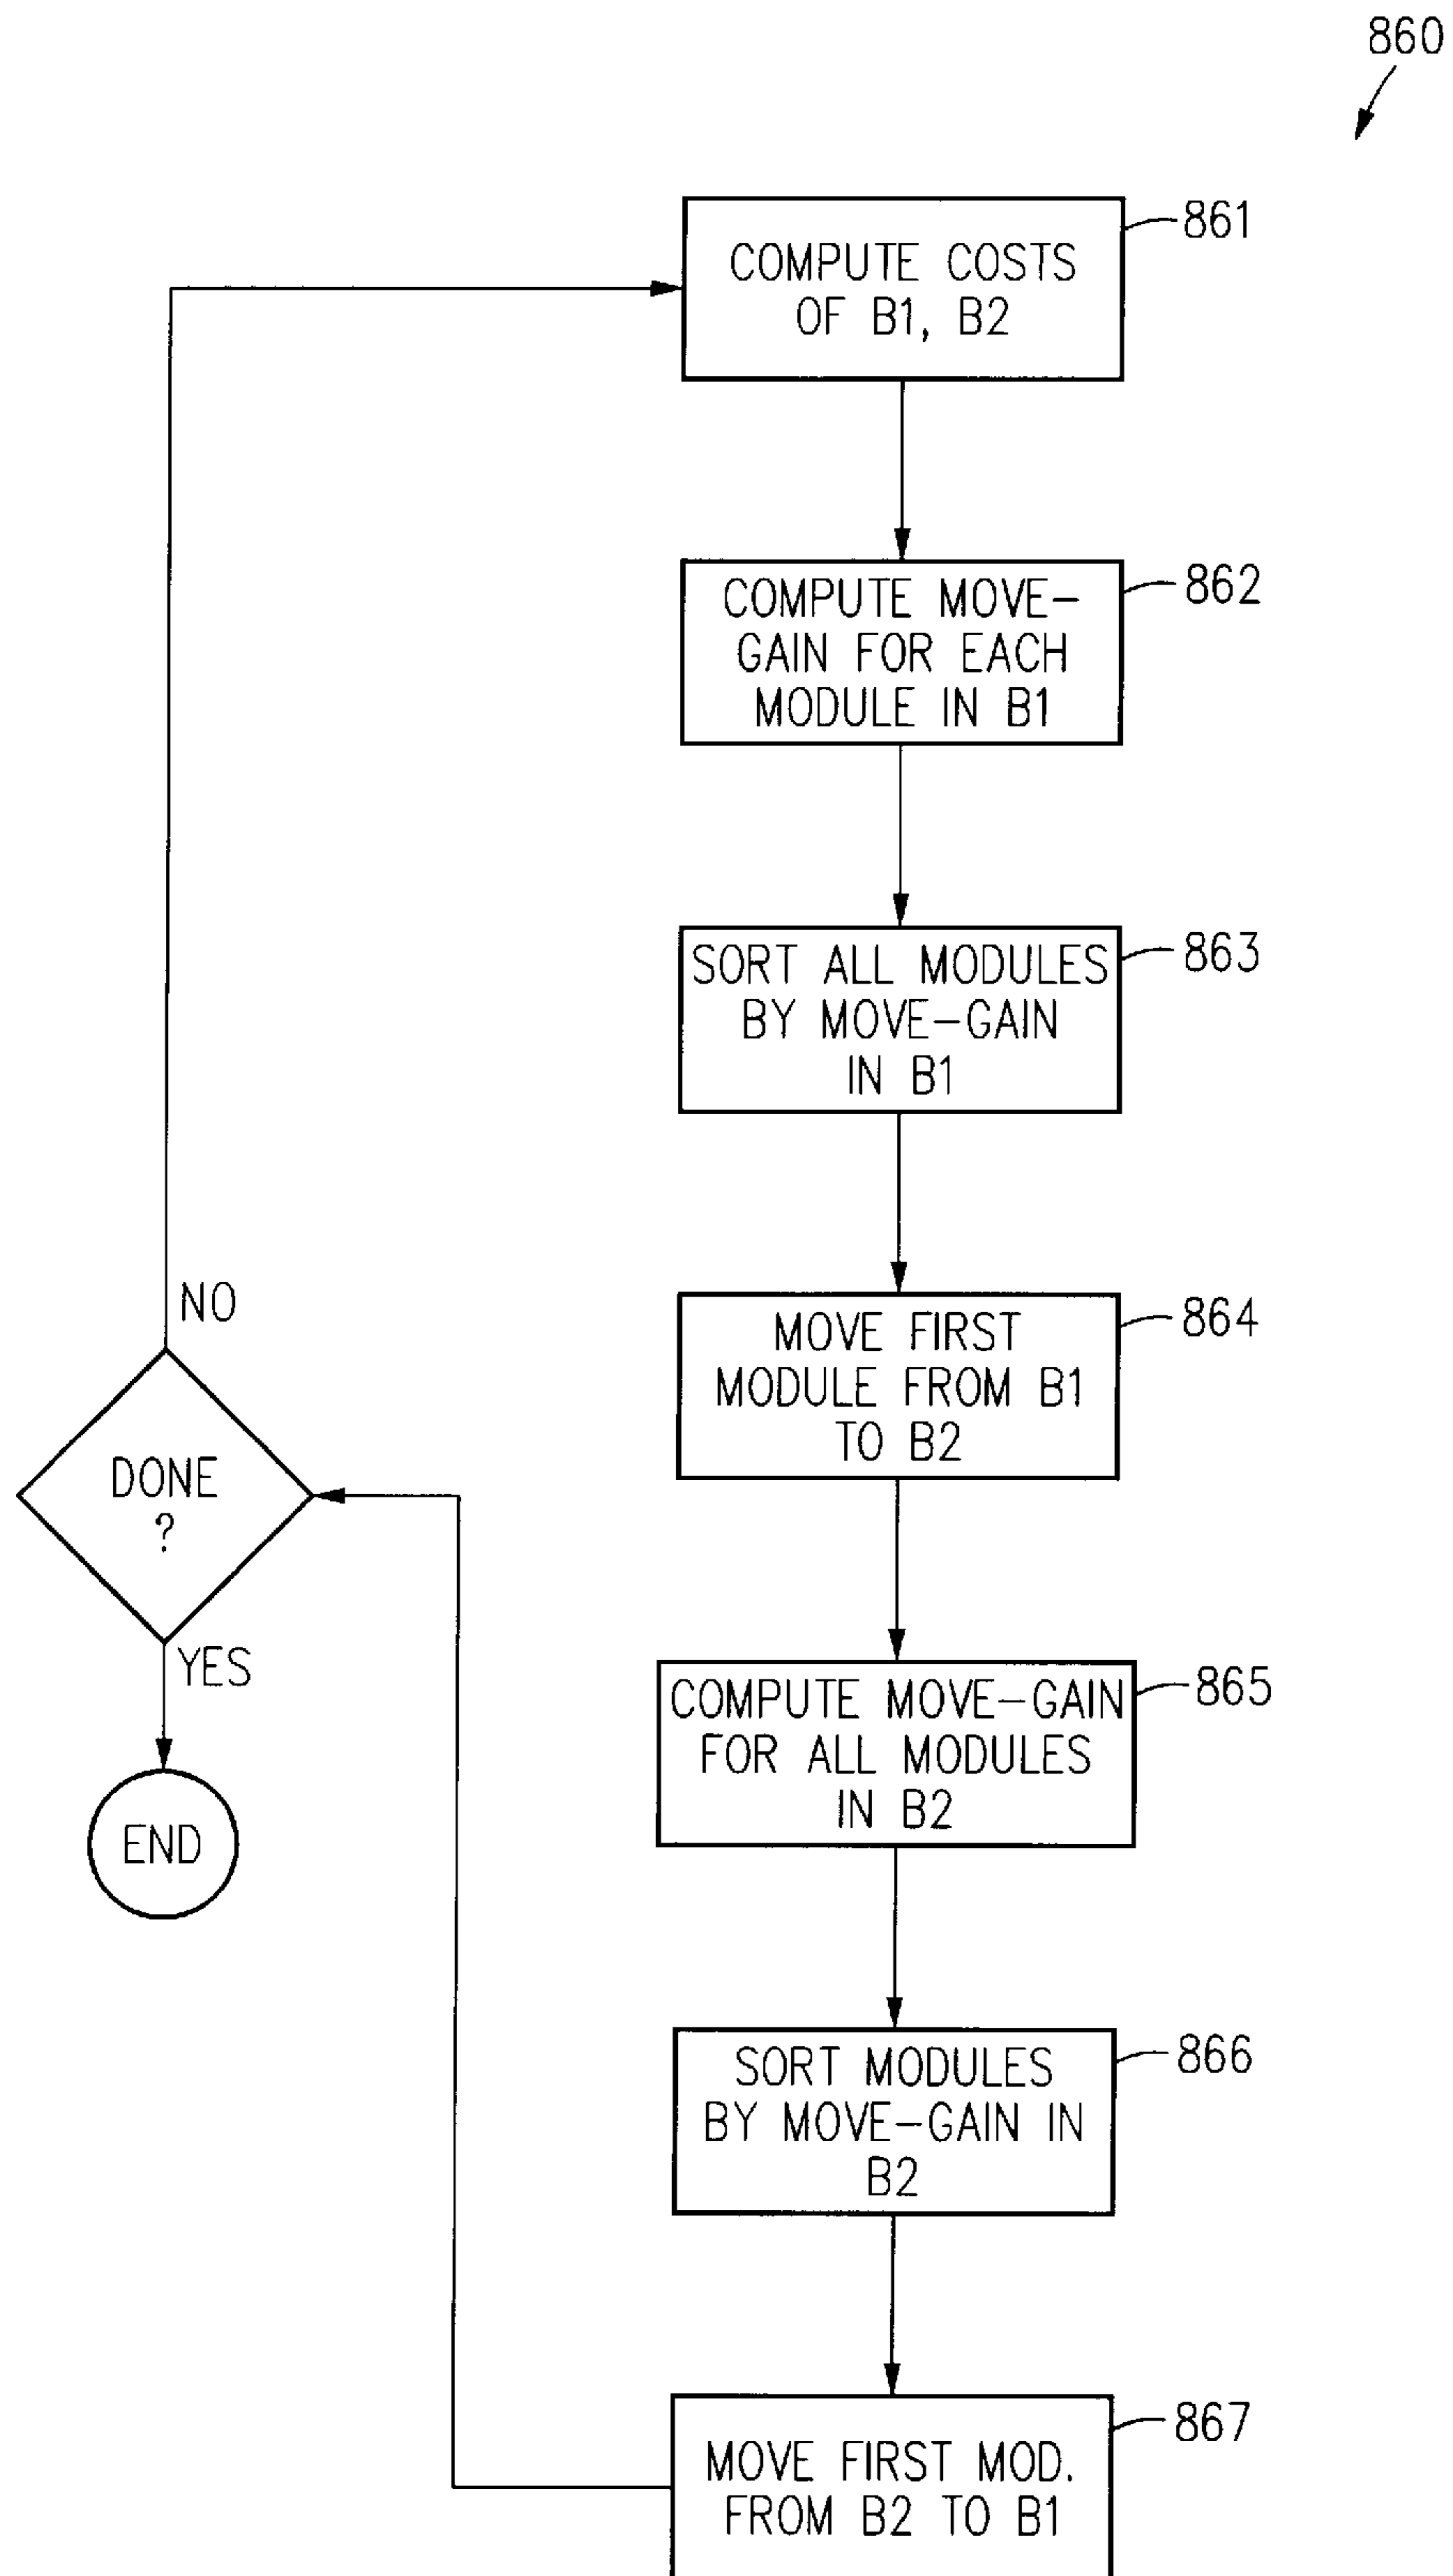 860
COMPUTE COSTS
OF B1, B2
861
COMPUTE MOVE-
GAIN FOR EACH
MODULE IN B1
862
SORT ALL MODULES
BY MOVE-GAIN
IN B1
863
MOVE FIRST
MODULE FROM B1
TO B2
864
COMPUTE MOVE-GAIN
FOR ALL MODULES
IN B2
865
SORT MODULES
BY MOVE-GAIN IN
B2
866
MOVE FIRST MOD.
FROM B2 TO B1
867
NO
DONE
?
YES
END